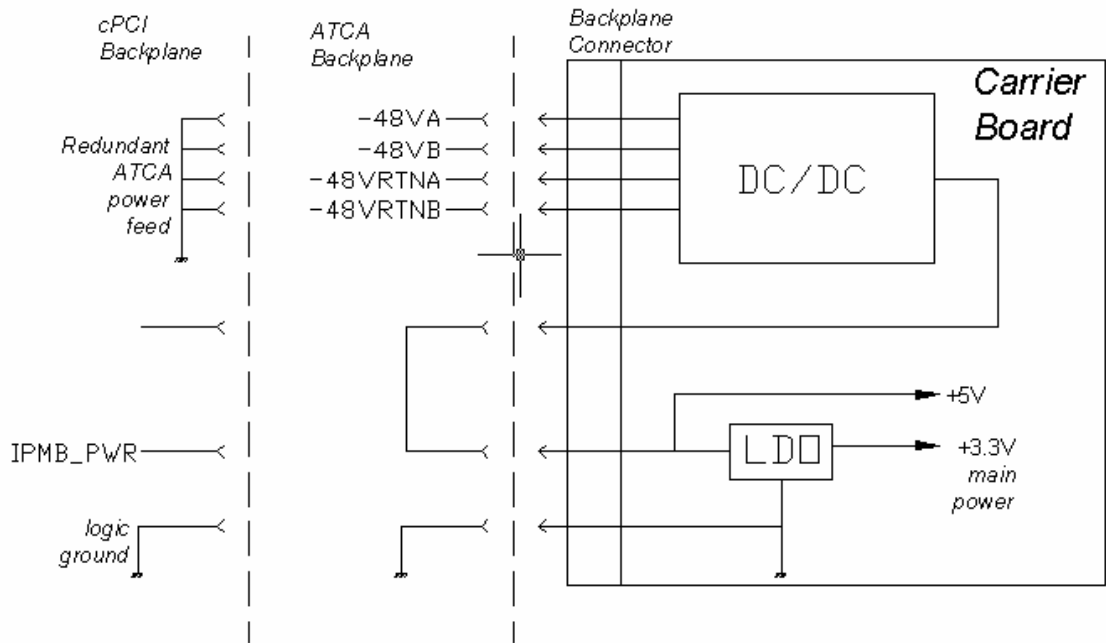 cPCI
Backplane
ATCA
Backplane
Backplane
Connector
Carrier
Board
Redundant
ATCA
power
feed
-48VA
-48VB
-48VRTNA
-48VRTNB
DC/DC
+5V
IPMB_PWR
LDO
+3.3V
main
power
logic
ground